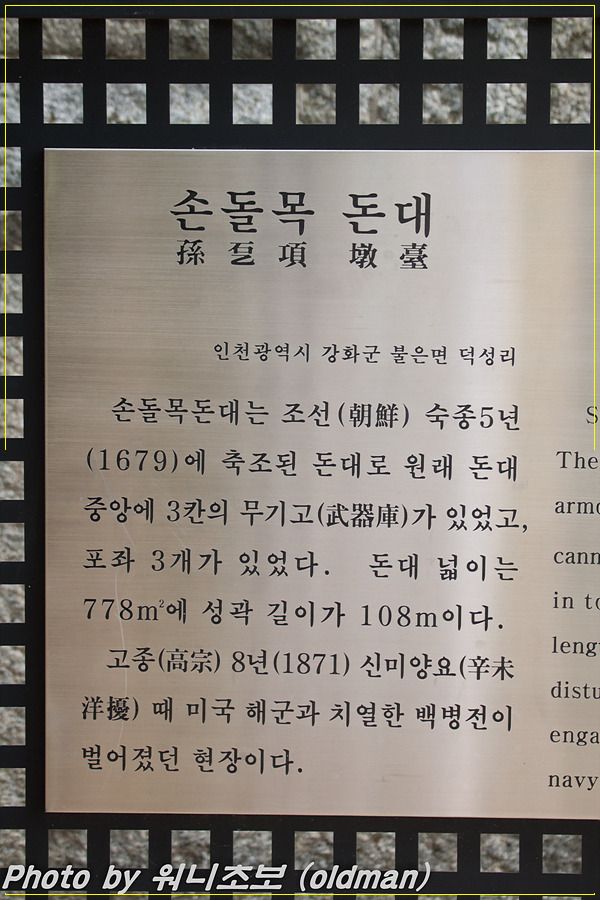 손돌목 돈대
孫乭項 墩臺
인천광역시 강화군 불은면 덕성리
손돌목돈대는 조선(朝鮮) 숙종5년
(1679)에 축조된 돈대로 원래 돈대
중앙에 3칸의 무기고(武器庫)가 있었고,
포좌 3개가 있었다. 돈대 넓이는
778m²에 성곽 길이가 108m이다.
고종(高宗) 8년(1871) 신미양요(辛未
洋擾) 때 미국 해군과 치열한 백병전이
벌어졌던 현장이다.
S
The
armo
cann
in to
leng
distu
enga
navy
Photo by 워니초보 (oldman)